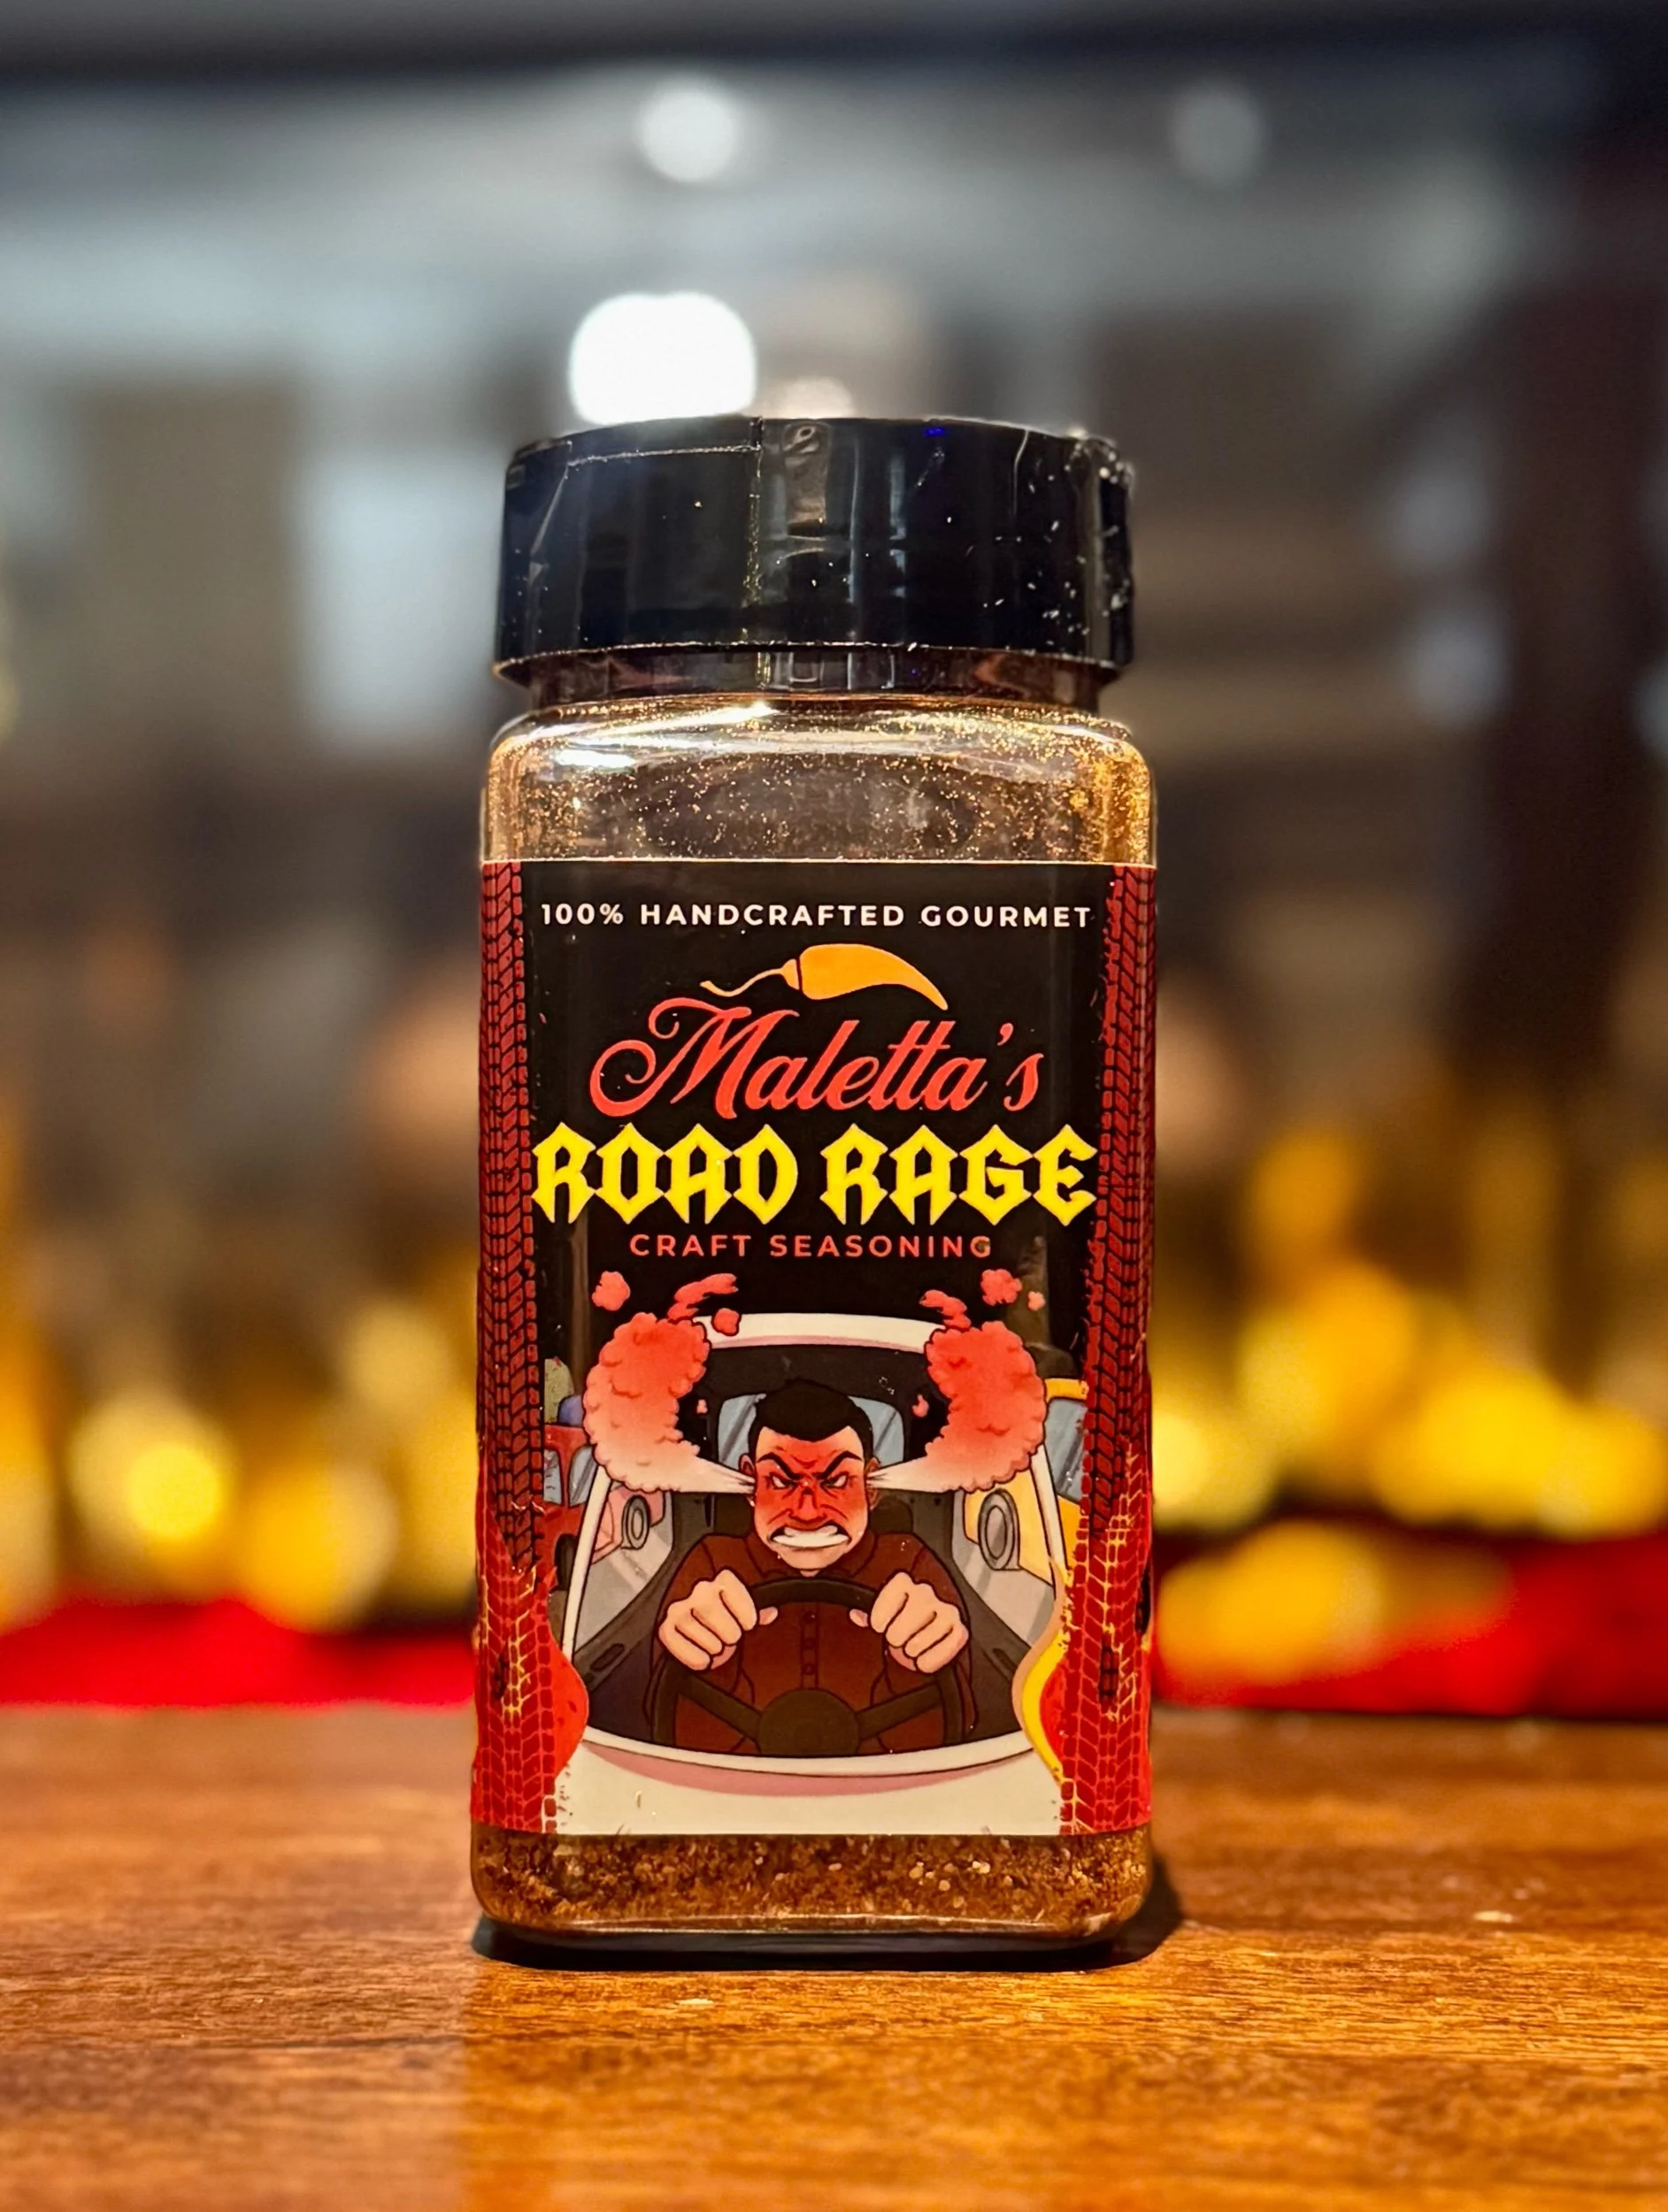 100% HANDCRAFTED GOURMET
Maletta's
ROAD RAGE
CRAFT SEASONING